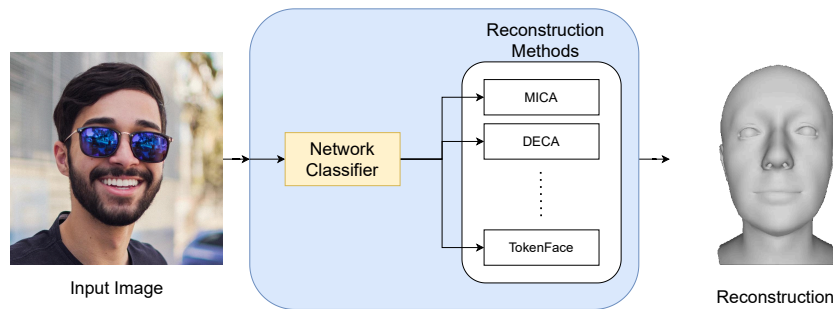 Reconstruction
Methods
MICA
Network
Classifier
DECA
TokenFace
Input Image
Reconstruction